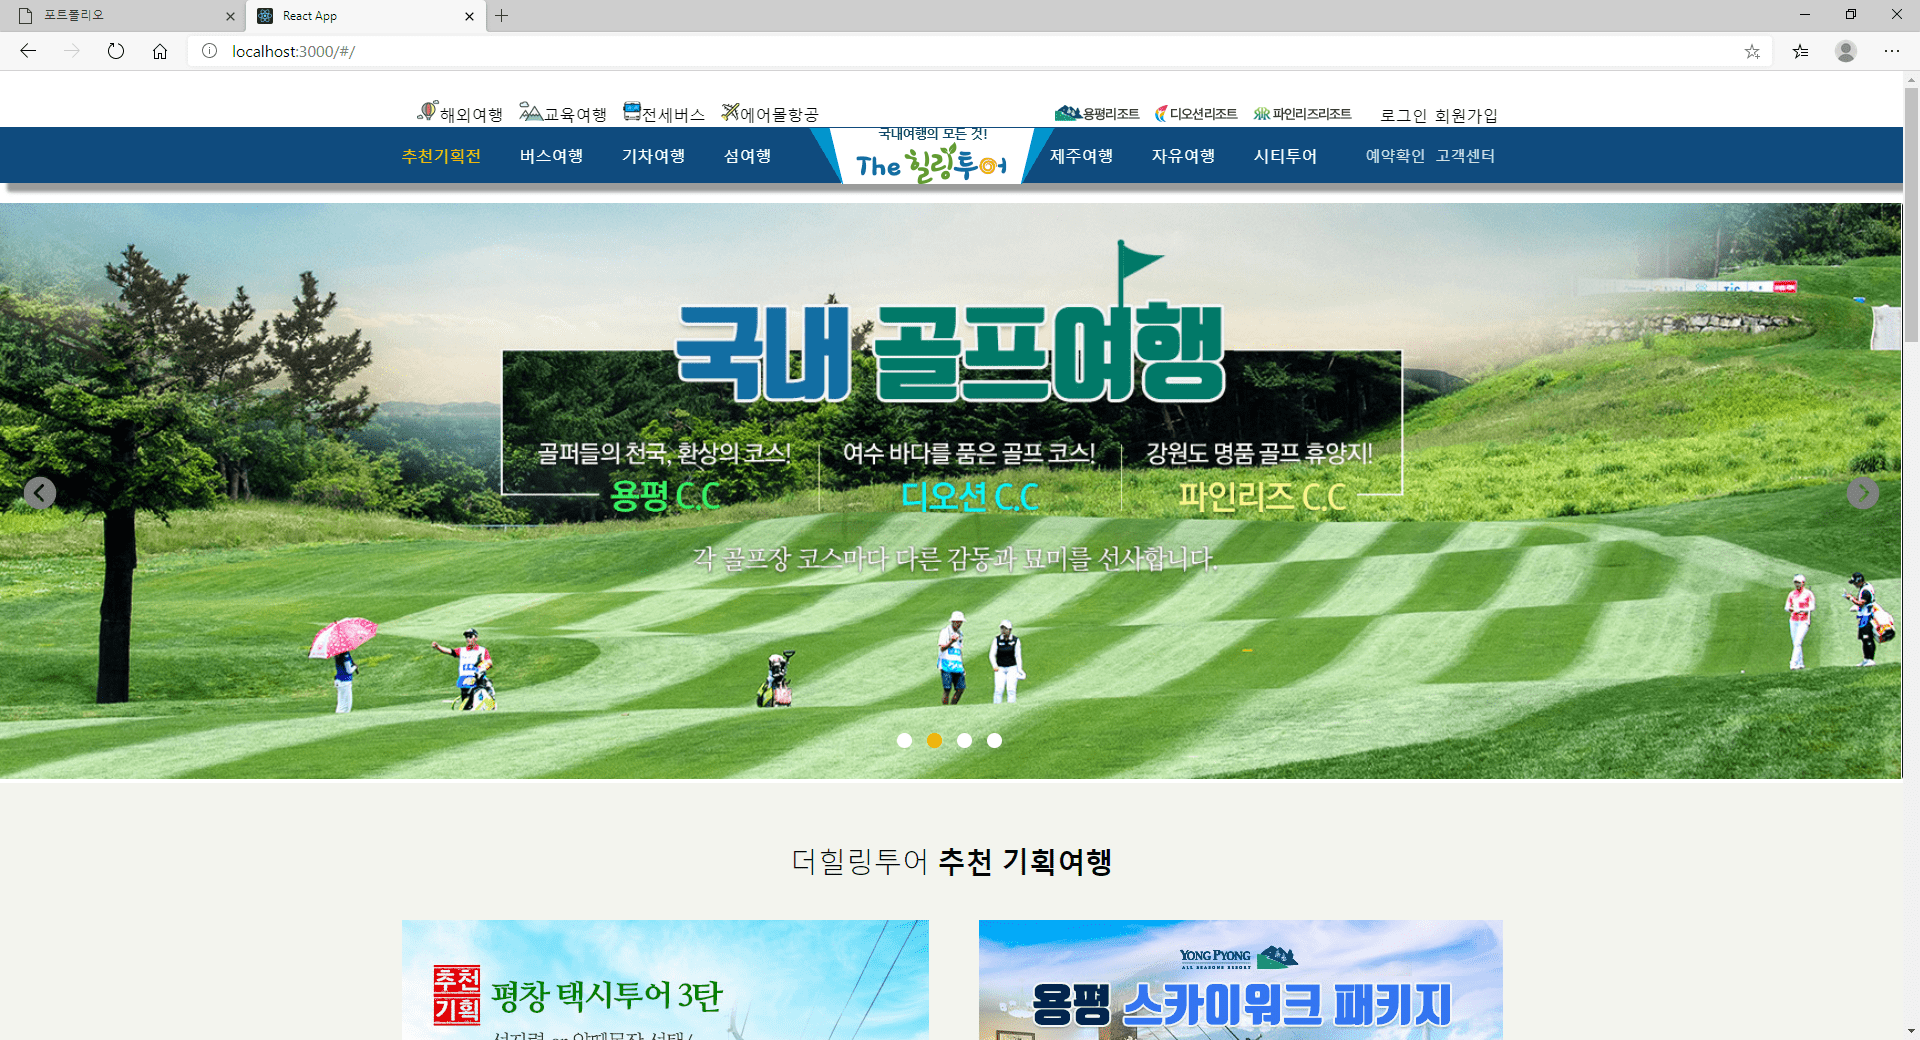 포트폴리오
React App
localhost:3000/#/
해외여행 교육여행 전세버스 에어몰항공 용평리조트 디오션리조트 파인리즈리조트 로그인 회원가입
국내여행의 모든 것!
추천기획전 버스여행 기차여행 섬여행 The 힐링투어 제주여행 자유여행 시티투어 예약확인 고객센터
국내 골프여행
골퍼들의 천국, 환상의 코스! 여수 바다를 품은 골프 코스! 강원도 명품 골프 휴양지!
용평 C.C 디오션 C.C 파인리즈 C.C
각 골프장 코스마다 다른 감동과 묘미를 선사합니다.
더힐링투어 추천 기획여행
추천
기획
평창 택시투어 3탄
YONG PYONG
ALL SEASONS RESORT
용평 스카이워크 패키지